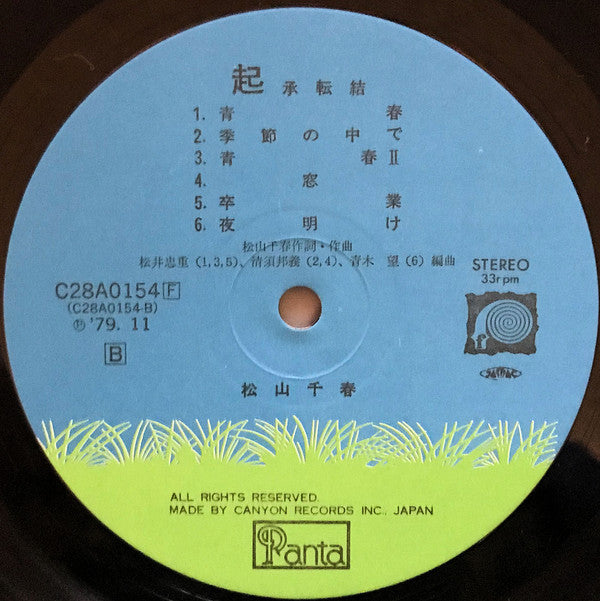 起承転結
1. 青春
2. 季節の中で
3. 青春Ⅱ
4. 窓
5. 卒業
6. 夜明け
松山千春作詞・作曲
松井忠重(1,3,5)、清須邦義(2,4)、青木 望(6)編曲
STEREO
33rpm
C28A0154 F
(C28A0154-B)
℗'79. 11
B
f
松山千春
ALL RIGHTS RESERVED.
MADE BY CANYON RECORDS INC., JAPAN
Panta